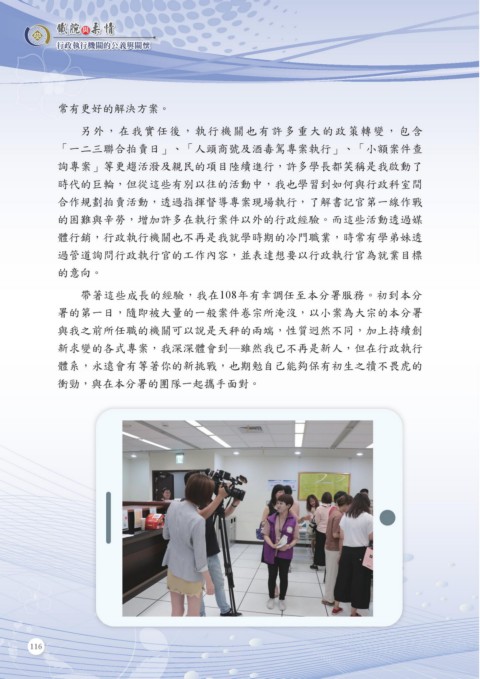 鐵腕與柔情
行政執行機關的公義與關懷
常有更好的解決方案。
另外，在我實任後，執行機關也有許多重大的政策轉變，包含
「一二三聯合拍賣日」、「人頭商號及酒毒駕專案執行」、「小額案件查
詢專案」等更趨活潑及親民的項目陸續進行，許多學長都笑稱是我啟動了
時代的巨輪，但從這些有別以往的活動中，我也學習到如何與行政科室間
合作規劃拍賣活動，透過指揮督導專案現場執行，了解書記官第一線作戰
的困難與辛勞，增加許多在執行案件以外的行政經驗。而這些活動透過媒
體行銷，行政執行機關也不再是我就學時期的冷門職業，時常有學弟妹透
過管道詢問行政執行官的工作內容，並表達想要以行政執行官為就業目標
的意向。
帶著這些成長的經驗，我在108年有幸調任至本分署服務。初到本分
署的第一日，隨即被大量的一般案件卷宗所淹沒，以小案為大宗的本分署
與我之前所任職的機關可以說是天秤的兩端，性質迥然不同，加上持續創
新求變的各式專案，我深深體會到─雖然我已不再是新人，但在行政執行
體系，永遠會有等著你的新挑戰，也期勉自己能夠保有初生之犢不畏虎的
衝勁，與在本分署的團隊一起攜手面對。
116